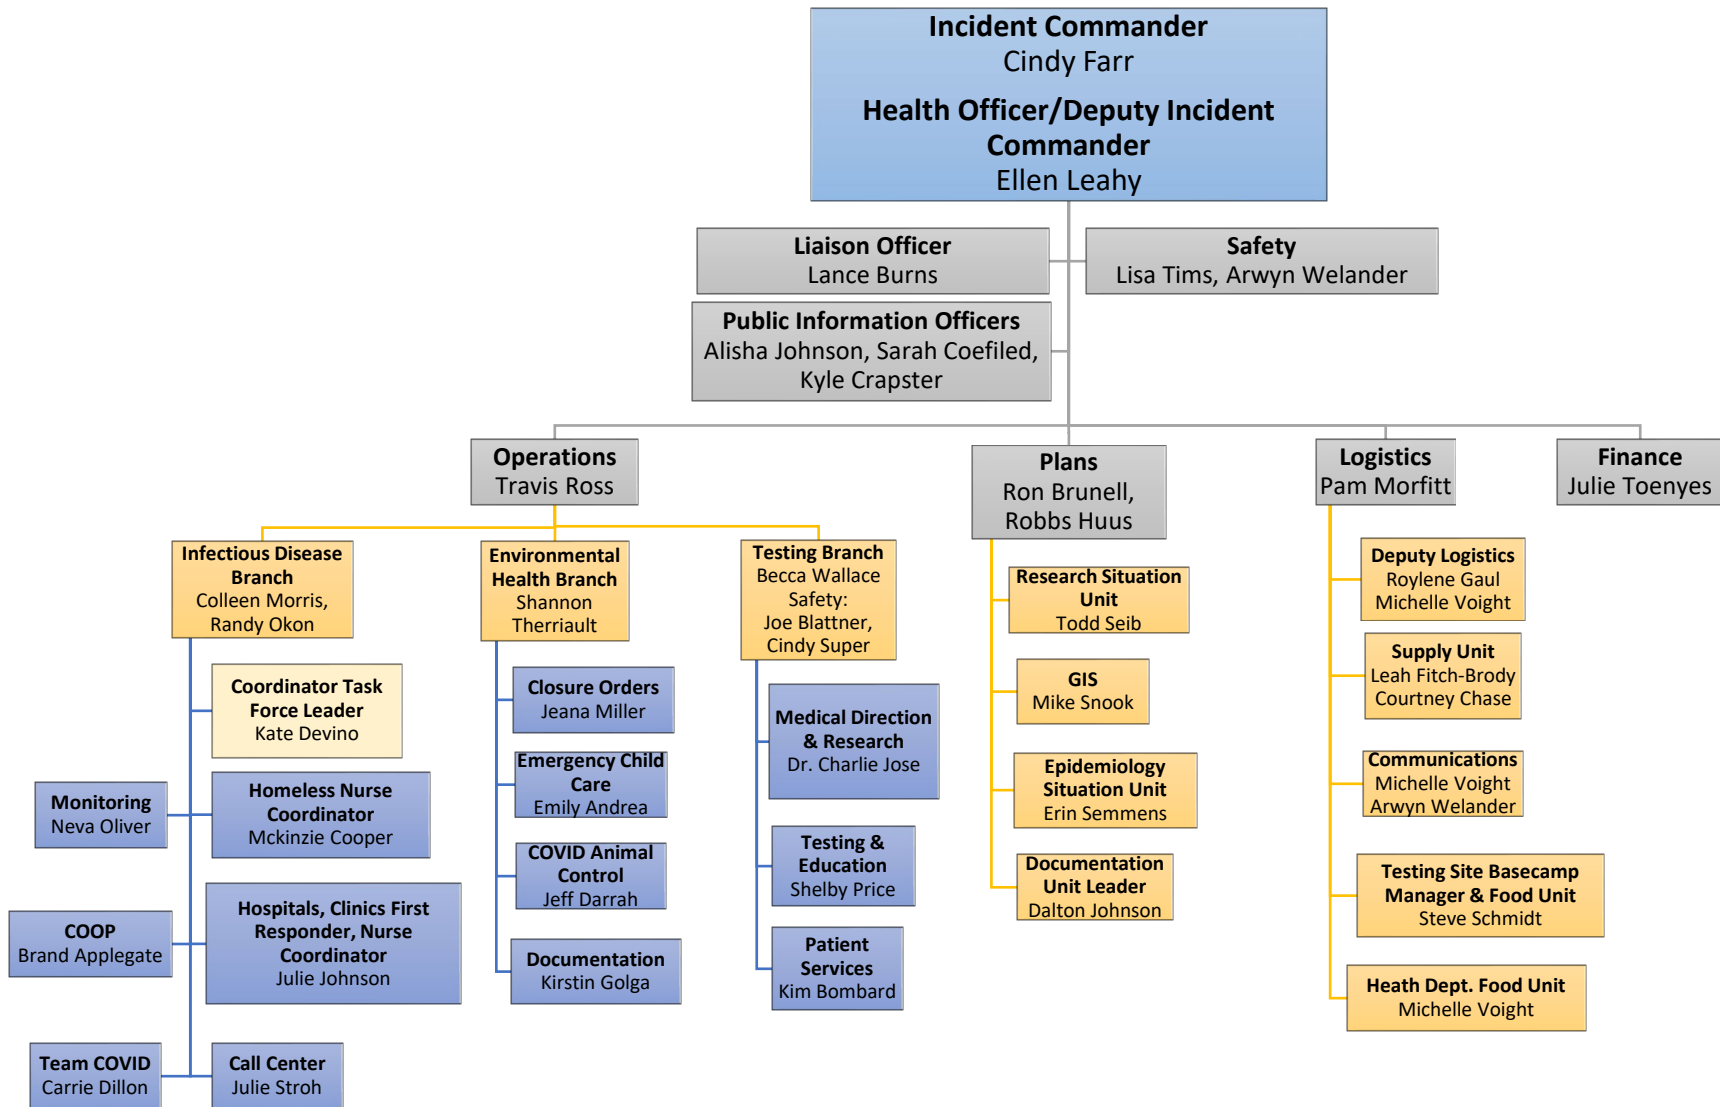 Incident Commander
Cindy Farr
Health Officer/Deputy Incident
Commander
Ellen Leahy
Liaison Officer
Lance Burns
Safety
Lisa Tims, Arwyn Welander
Public Information Officers
Alisha Johnson, Sarah Coefiled,
Kyle Crapster
Operations
Travis Ross
Plans
Ron Brunell,
Robbs Huus
Logistics
Pam Morfitt
Finance
Julie Toenyes
Infectious Disease
Branch
Colleen Morris,
Randy Okon
Coordinator Task
Force Leader
Kate Devino
Monitoring
Neva Oliver
Homeless Nurse
Coordinator
Mckinzie Cooper
COOP
Brand Applegate
Hospitals, Clinics First
Responder, Nurse
Coordinator
Julie Johnson
Team COVID
Carrie Dillon
Call Center
Julie Stroh
Environmental
Health Branch
Shannon
Therriault
Closure Orders
Jeana Miller
Emergency Child
Care
Emily Andrea
COVID Animal
Control
Jeff Darrah
Documentation
Kirstin Golga
Testing Branch
Becca Wallace
Safety:
Joe Blattner,
Cindy Super
Medical Direction
& Research
Dr. Charlie Jose
Testing &
Education
Shelby Price
Patient
Services
Kim Bombard
Research Situation
Unit
Todd Seib
GIS
Mike Snook
Epidemiology
Situation Unit
Erin Semmens
Documentation
Unit Leader
Dalton Johnson
Deputy Logistics
Roylene Gaul
Michelle Voight
Supply Unit
Leah Fitch-Brody
Courtney Chase
Communications
Michelle Voight
Arwyn Welander
Testing Site Basecamp
Manager & Food Unit
Steve Schmidt
Heath Dept. Food Unit
Michelle Voight